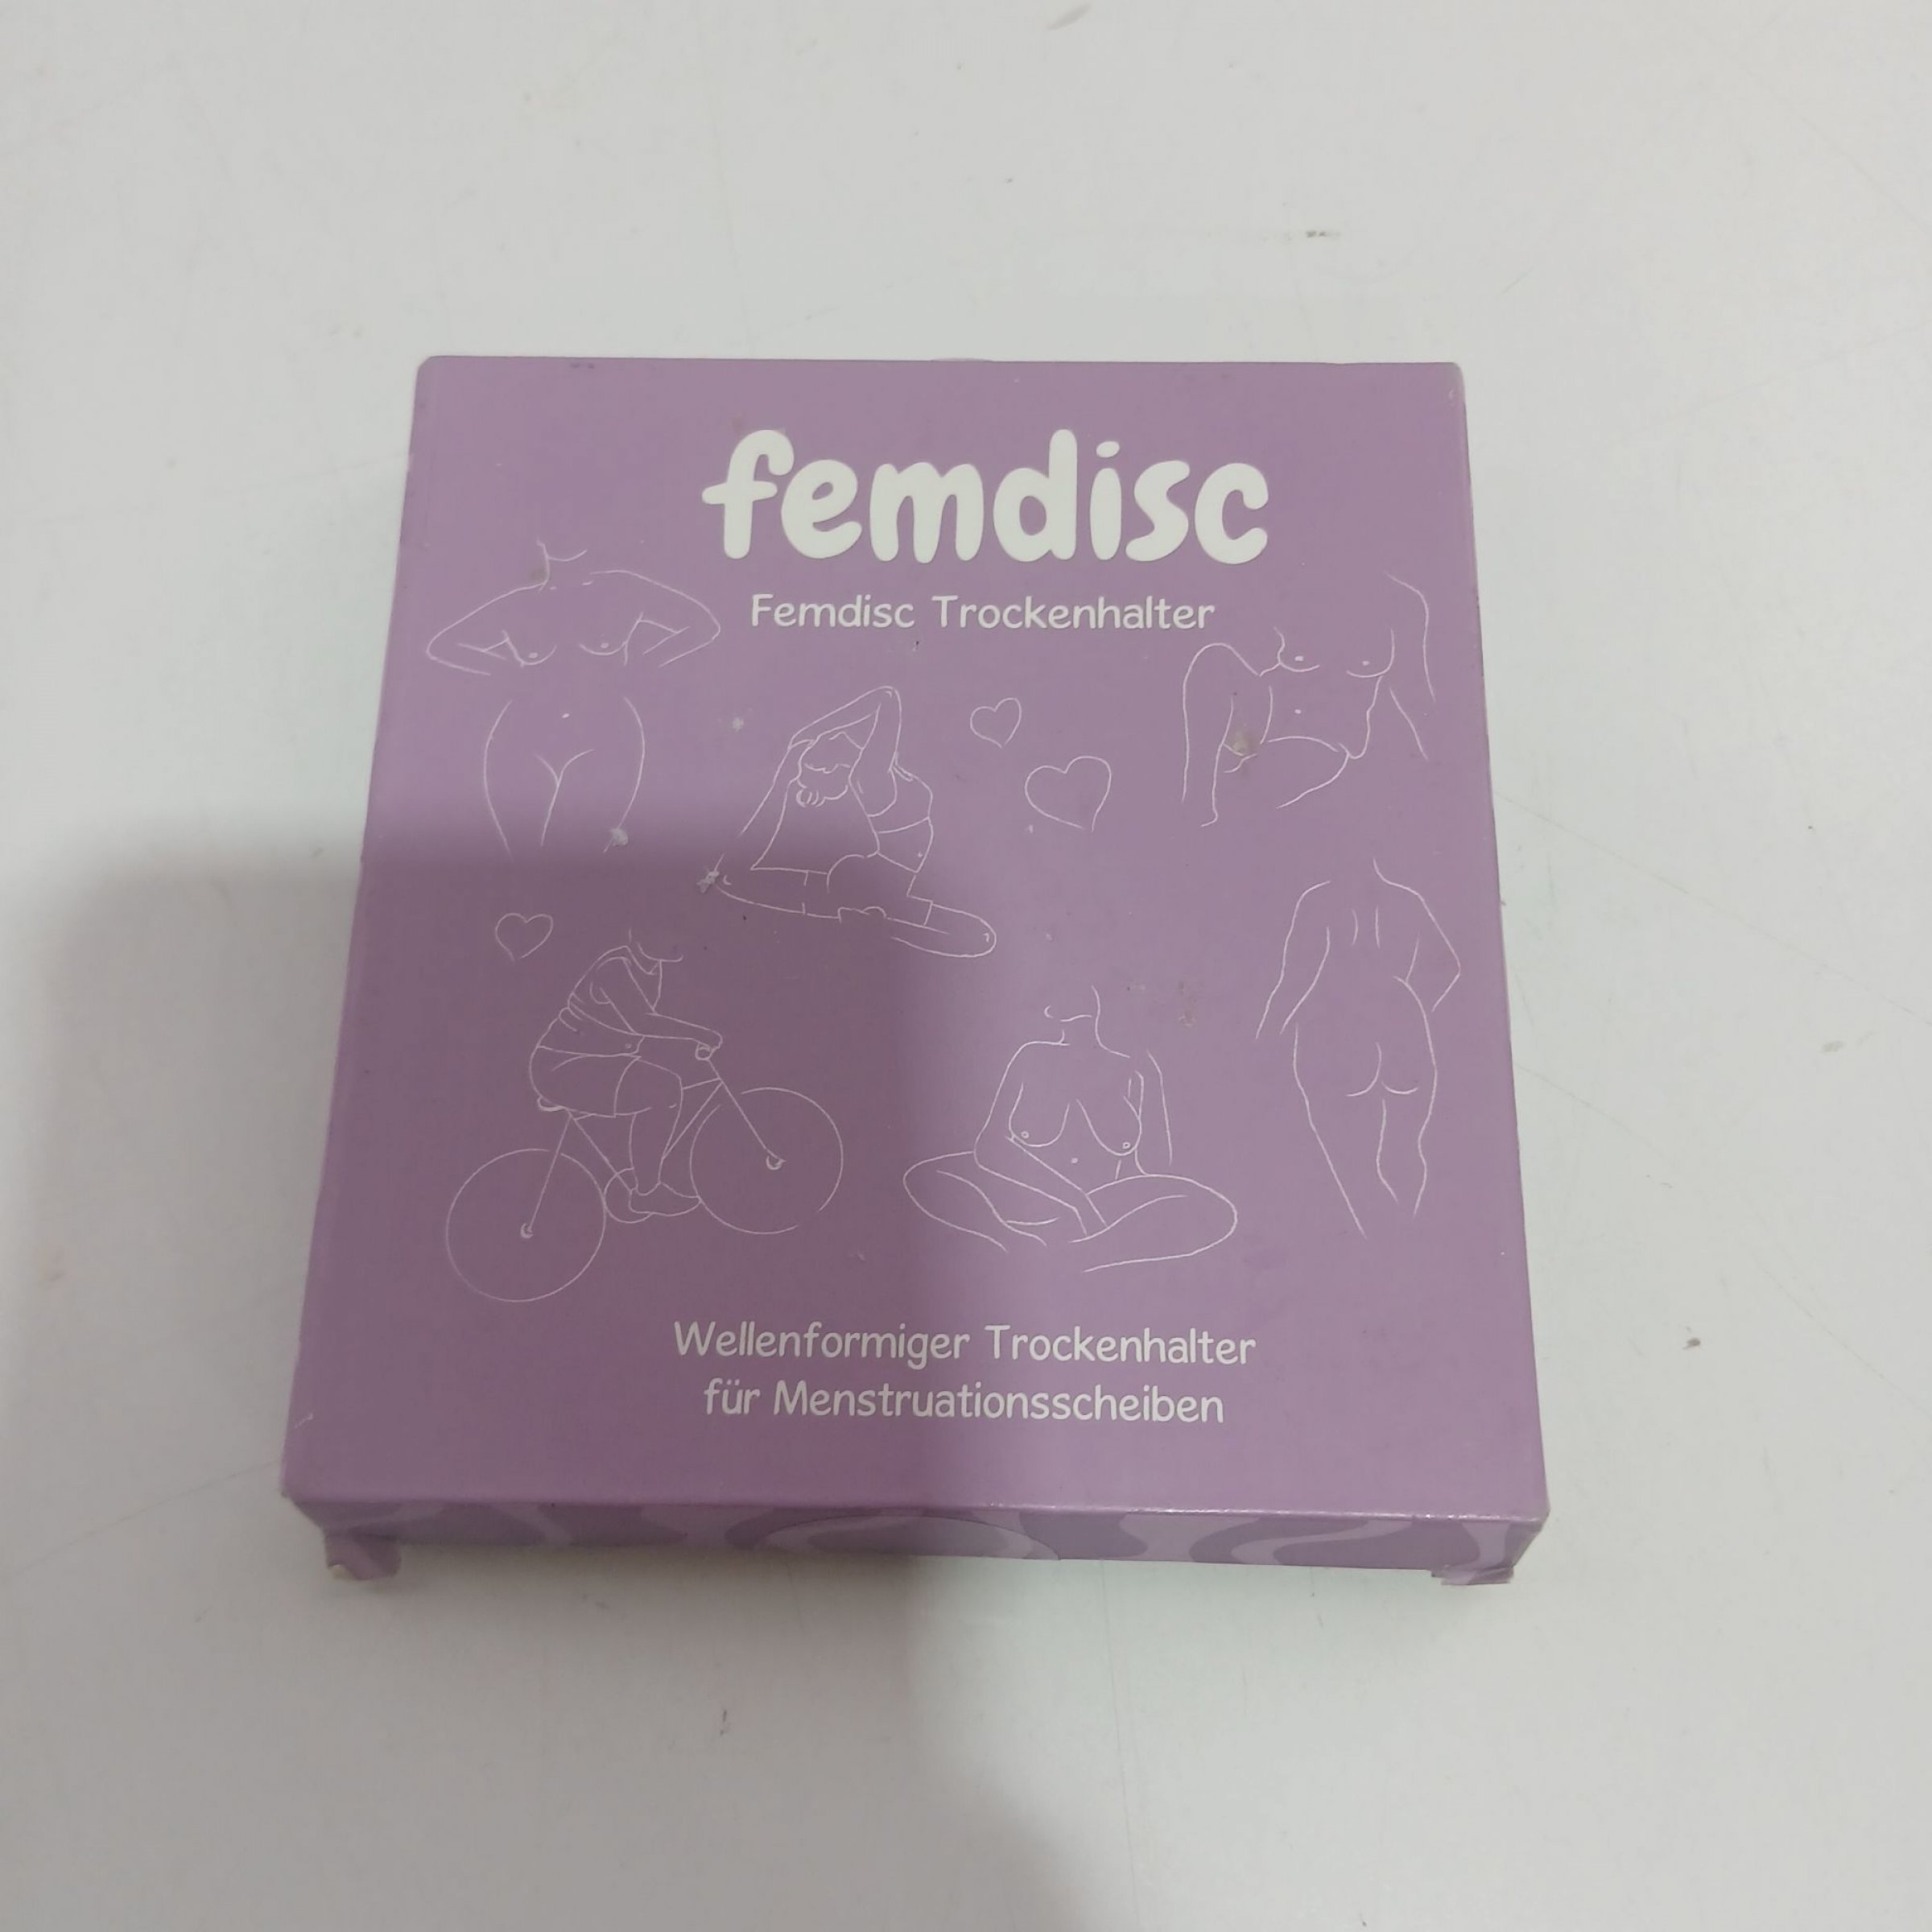 femdisc
Femdisc Trockenhalter
Wellenformiger Trockenhalter
für Menstruationsscheiben